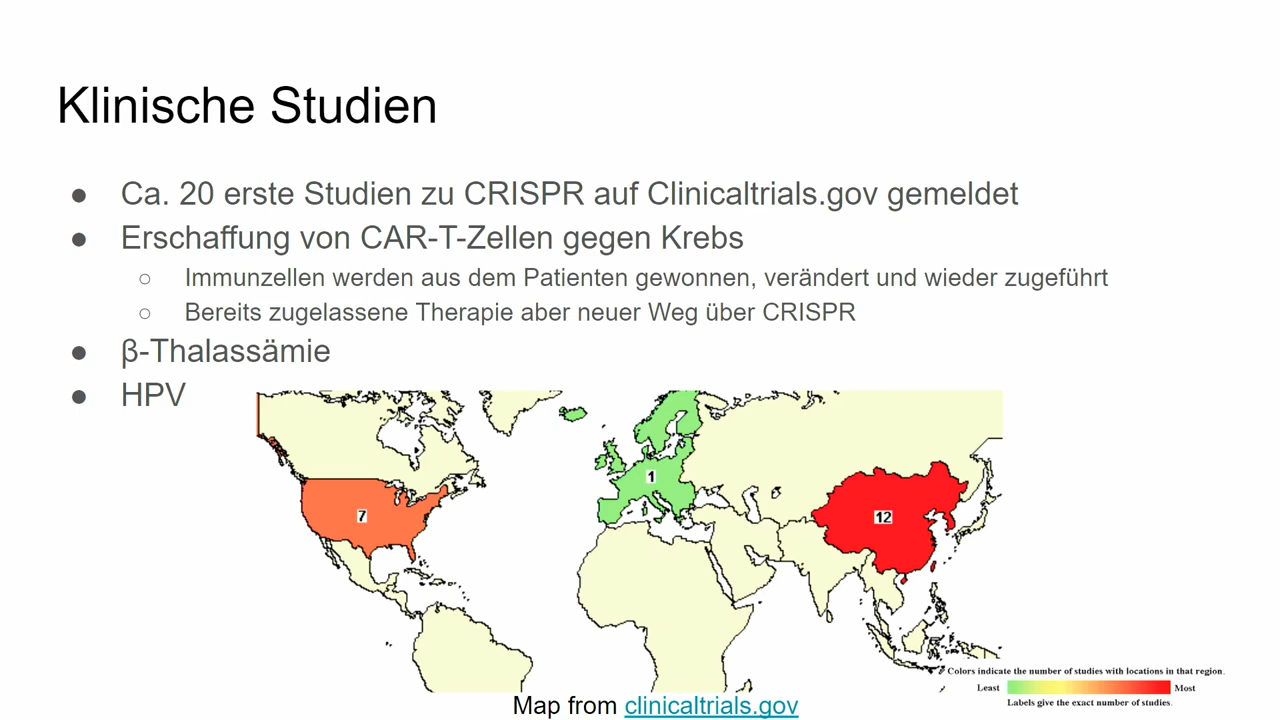 Klinische Studien
● Ca. 20 erste Studien zu CRISPR auf Clinicaltrials.gov gemeldet
● Erschaffung von CAR-T-Zellen gegen Krebs
○ Immunzellen werden aus dem Patienten gewonnen, verändert und wieder zugeführt
○ Bereits zugelassene Therapie aber neuer Weg über CRISPR
● β-Thalassämie
● HPV
1
7
12
Colors indicate the number of studies with locations in that region.
Least Most
Labels give the exact number of studies.
Map from clinicaltrials.gov